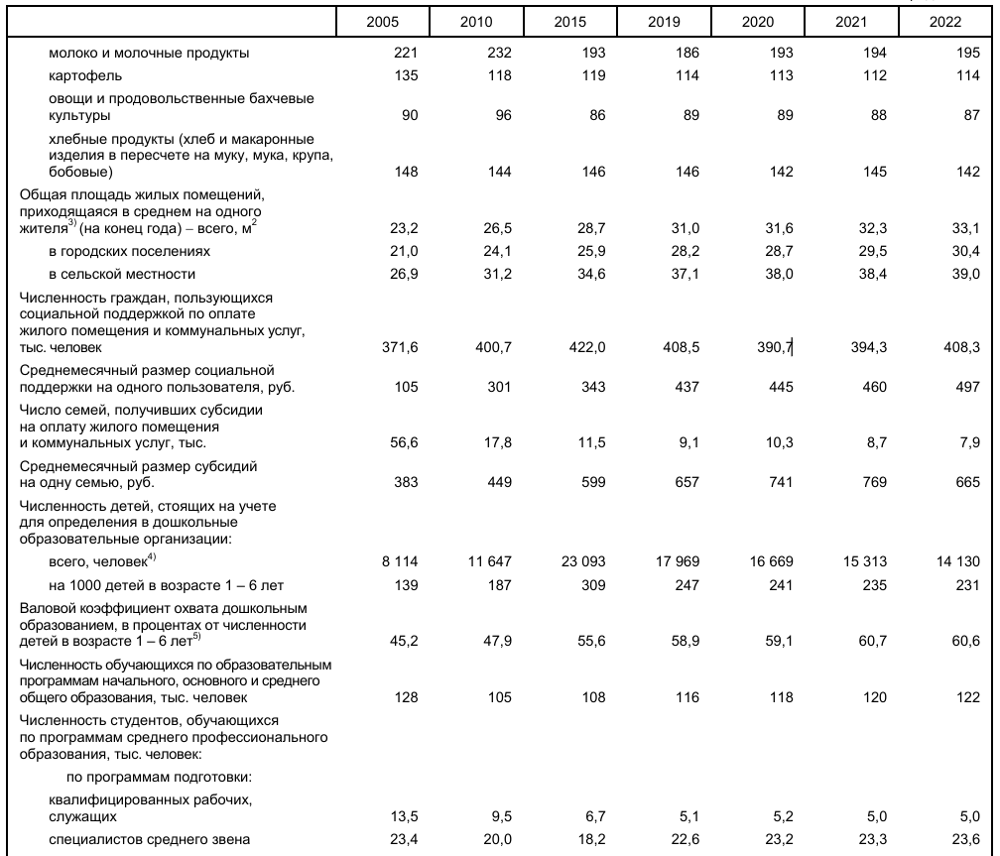 2005 2010 2015 2019 2020 2021 2022
молоко и молочные продукты 221 232 193 186 193 194 195
картофель 135 118 119 114 113 112 114
овощи и продовольственные бахчевые
культуры 90 96 86 89 89 88 87
хлебные продукты (хлеб и макаронные
изделия в пересчете на муку, мука, крупа,
бобовые) 148 144 146 146 142 145 142
Общая площадь жилых помещений,
приходящаяся в среднем на одного
жителя3) (на конец года) – всего, м2 23,2 26,5 28,7 31,0 31,6 32,3 33,1
в городских поселениях 21,0 24,1 25,9 28,2 28,7 29,5 30,4
в сельской местности 26,9 31,2 34,6 37,1 38,0 38,4 39,0
Численность граждан, пользующихся
социальной поддержкой по оплате
жилого помещения и коммунальных услуг,
тыс. человек 371,6 400,7 422,0 408,5 390,7 394,3 408,3
Среднемесячный размер социальной
поддержки на одного пользователя, руб. 105 301 343 437 445 460 497
Число семей, получивших субсидии
на оплату жилого помещения
и коммунальных услуг, тыс. 56,6 17,8 11,5 9,1 10,3 8,7 7,9
Среднемесячный размер субсидий
на одну семью, руб. 383 449 599 657 741 769 665
Численность детей, стоящих на учете
для определения в дошкольные
образовательные организации:
всего, человек4) 8 114 11 647 23 093 17 969 16 669 15 313 14 130
на 1000 детей в возрасте 1 – 6 лет 139 187 309 247 241 235 231
Валовой коэффициент охвата дошкольным
образованием, в процентах от численности
детей в возрасте 1 – 6 лет5) 45,2 47,9 55,6 58,9 59,1 60,7 60,6
Численность обучающихся по образовательным
программам начального, основного и среднего
общего образования, тыс. человек 128 105 108 116 118 120 122
Численность студентов, обучающихся
по программам среднего профессионального
образования, тыс. человек:
по программам подготовки:
квалифицированных рабочих,
служащих 13,5 9,5 6,7 5,1 5,2 5,0 5,0
специалистов среднего звена 23,4 20,0 18,2 22,6 23,2 23,3 23,6